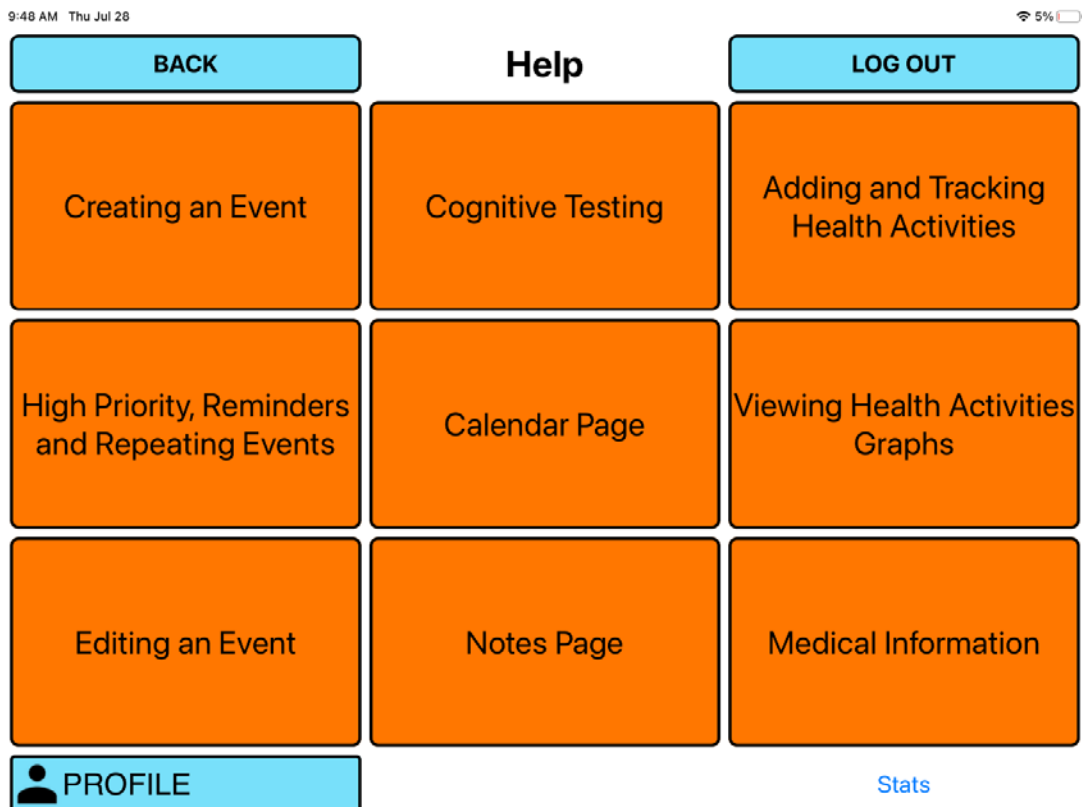 9:48 AM Thu Jul 28
5%
BACK
Help
LOG OUT
Creating an Event
Cognitive Testing
Adding and Tracking
Health Activities
High Priority, Reminders
and Repeating Events
Calendar Page
Viewing Health Activities
Graphs
Editing an Event
Notes Page
Medical Information
PROFILE
Stats